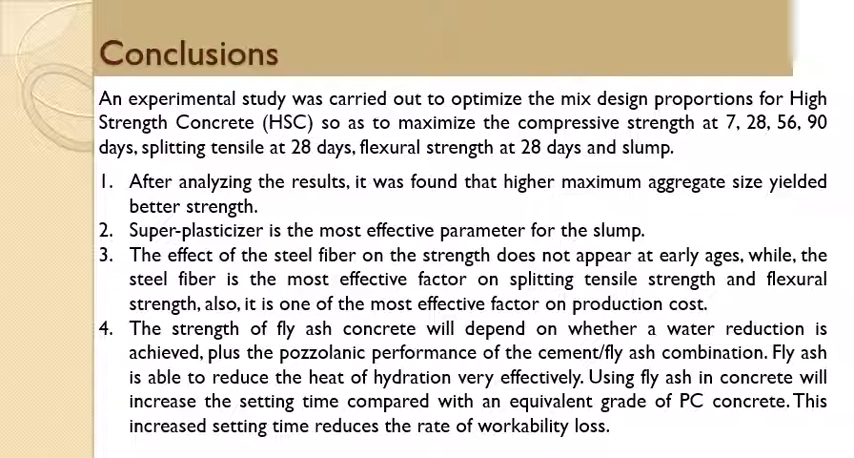 Conclusions
An experimental study was carried out to optimize the mix design proportions for High
Strength Concrete (HSC) so as to maximize the compressive strength at 7, 28, 56, 90
days, splitting tensile at 28 days, flexural strength at 28 days and slump.
1. After analyzing the results, it was found that higher maximum aggregate size yielded
better strength.
2. Super-plasticizer is the most effective parameter for the slump.
3. The effect of the steel fiber on the strength does not appear at early ages, while, the
steel fiber is the most effective factor on splitting tensile strength and flexural
strength, also, it is one of the most effective factor on production cost.
4. The strength of fly ash concrete will depend on whether a water reduction is
achieved, plus the pozzolanic performance of the cement/fly ash combination. Fly ash
is able to reduce the heat of hydration very effectively. Using fly ash in concrete will
increase the setting time compared with an equivalent grade of PC concrete. This
increased setting time reduces the rate of workability loss.